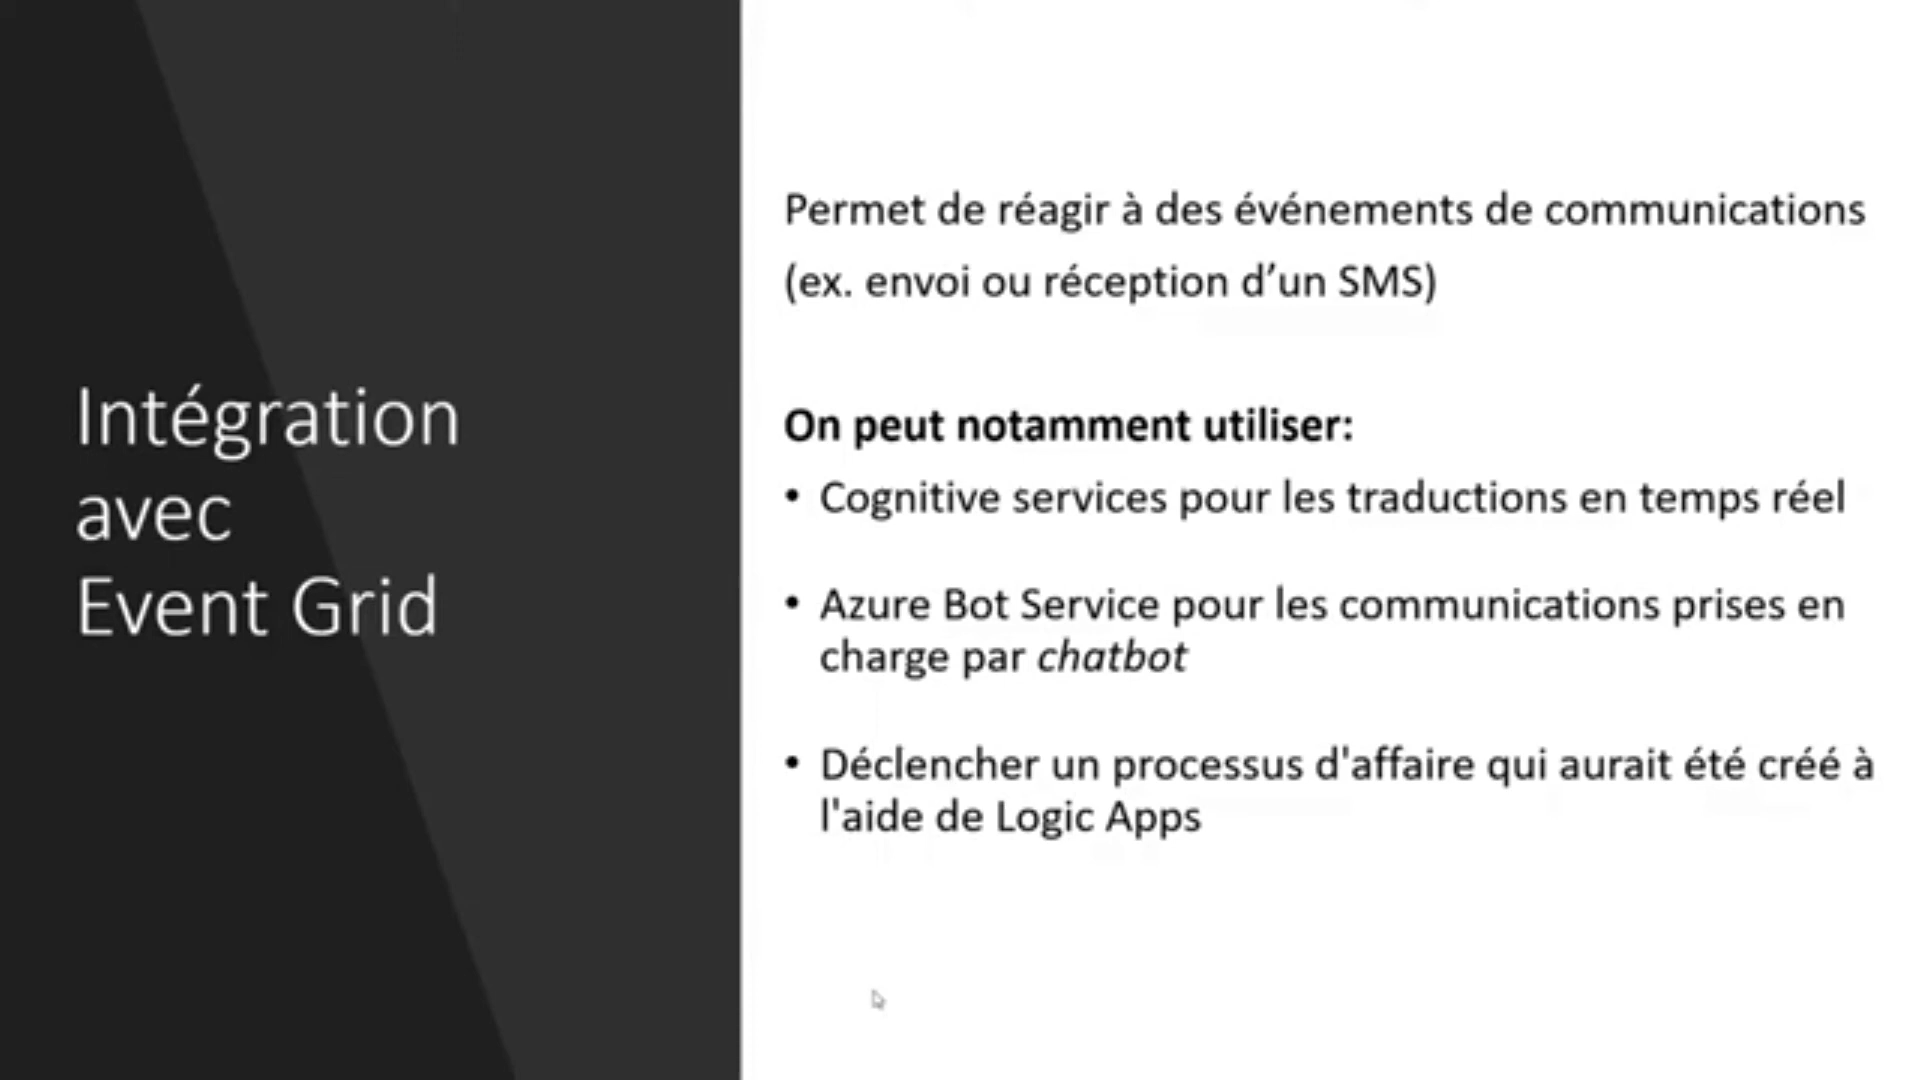 Intégration
avec
Event Grid
Permet de réagir à des événements de communications
(ex. envoi ou réception d’un SMS)
On peut notamment utiliser:
• Cognitive services pour les traductions en temps réel
• Azure Bot Service pour les communications prises en
charge par chatbot
• Déclencher un processus d'affaire qui aurait été créé à
l'aide de Logic Apps